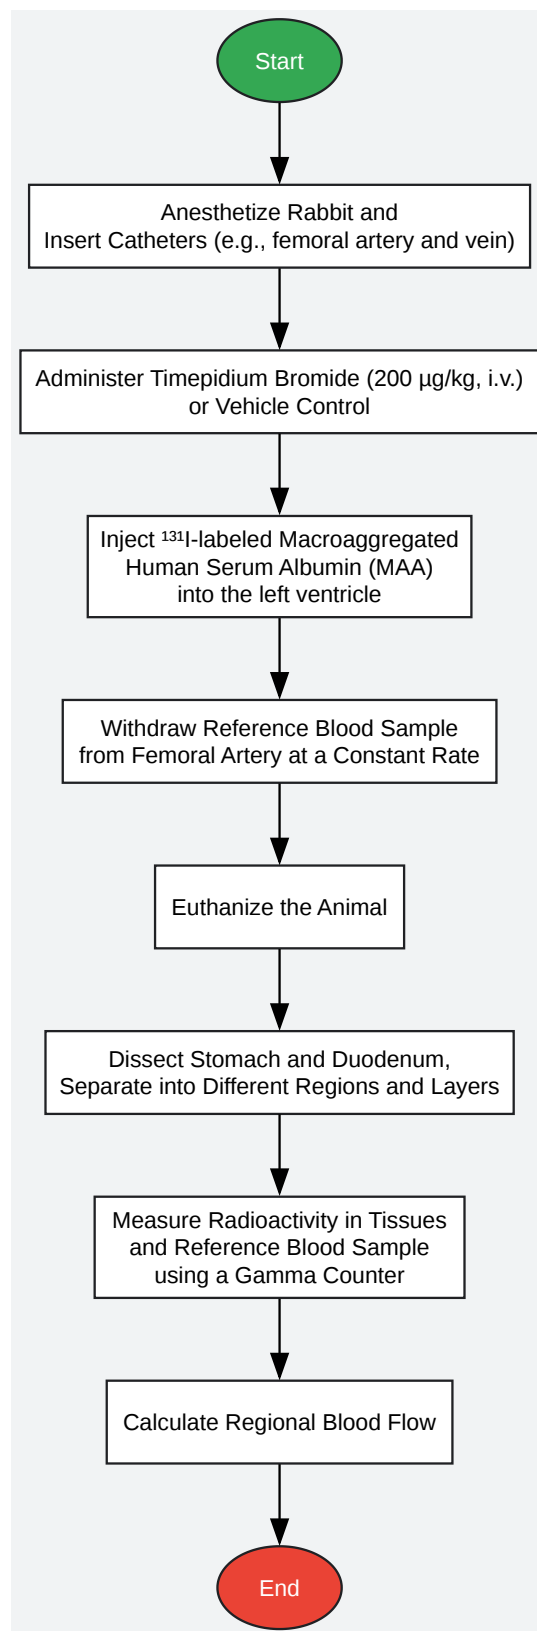 Start
Anesthetize Rabbit and
Insert Catheters (e.g., femoral artery and vein)
Administer Timepidium Bromide (200 µg/kg, i.v.)
or Vehicle Control
Inject ¹³¹I-labeled Macroaggregated
Human Serum Albumin (MAA)
into the left ventricle
Withdraw Reference Blood Sample
from Femoral Artery at a Constant Rate
Euthanize the Animal
Dissect Stomach and Duodenum,
Separate into Different Regions and Layers
Measure Radioactivity in Tissues
and Reference Blood Sample
using a Gamma Counter
Calculate Regional Blood Flow
End